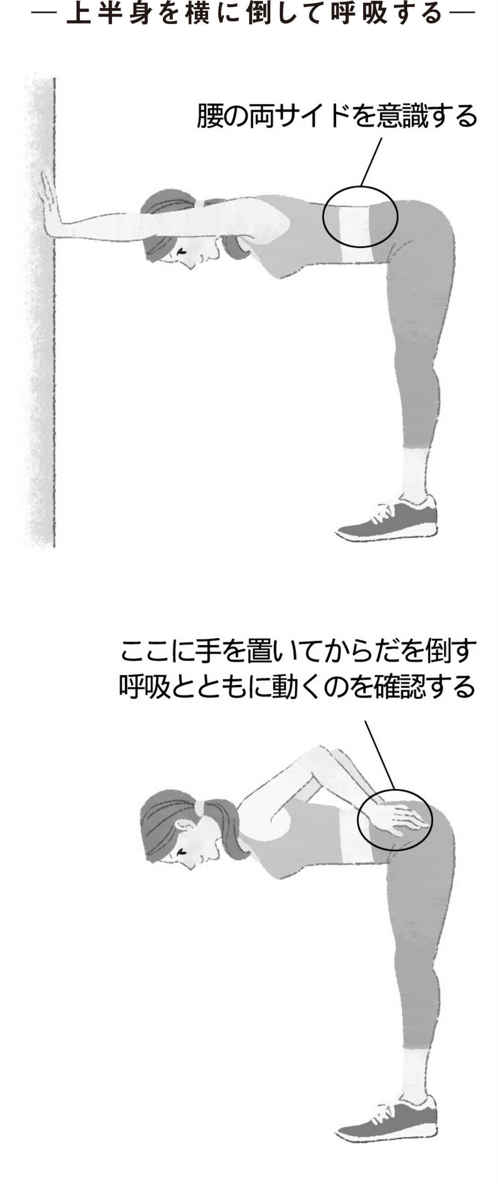 ― 上半身を横に倒して呼吸する ―
腰の両サイドを意識する
ここに手を置いてからだを倒す
呼吸とともに動くのを確認する